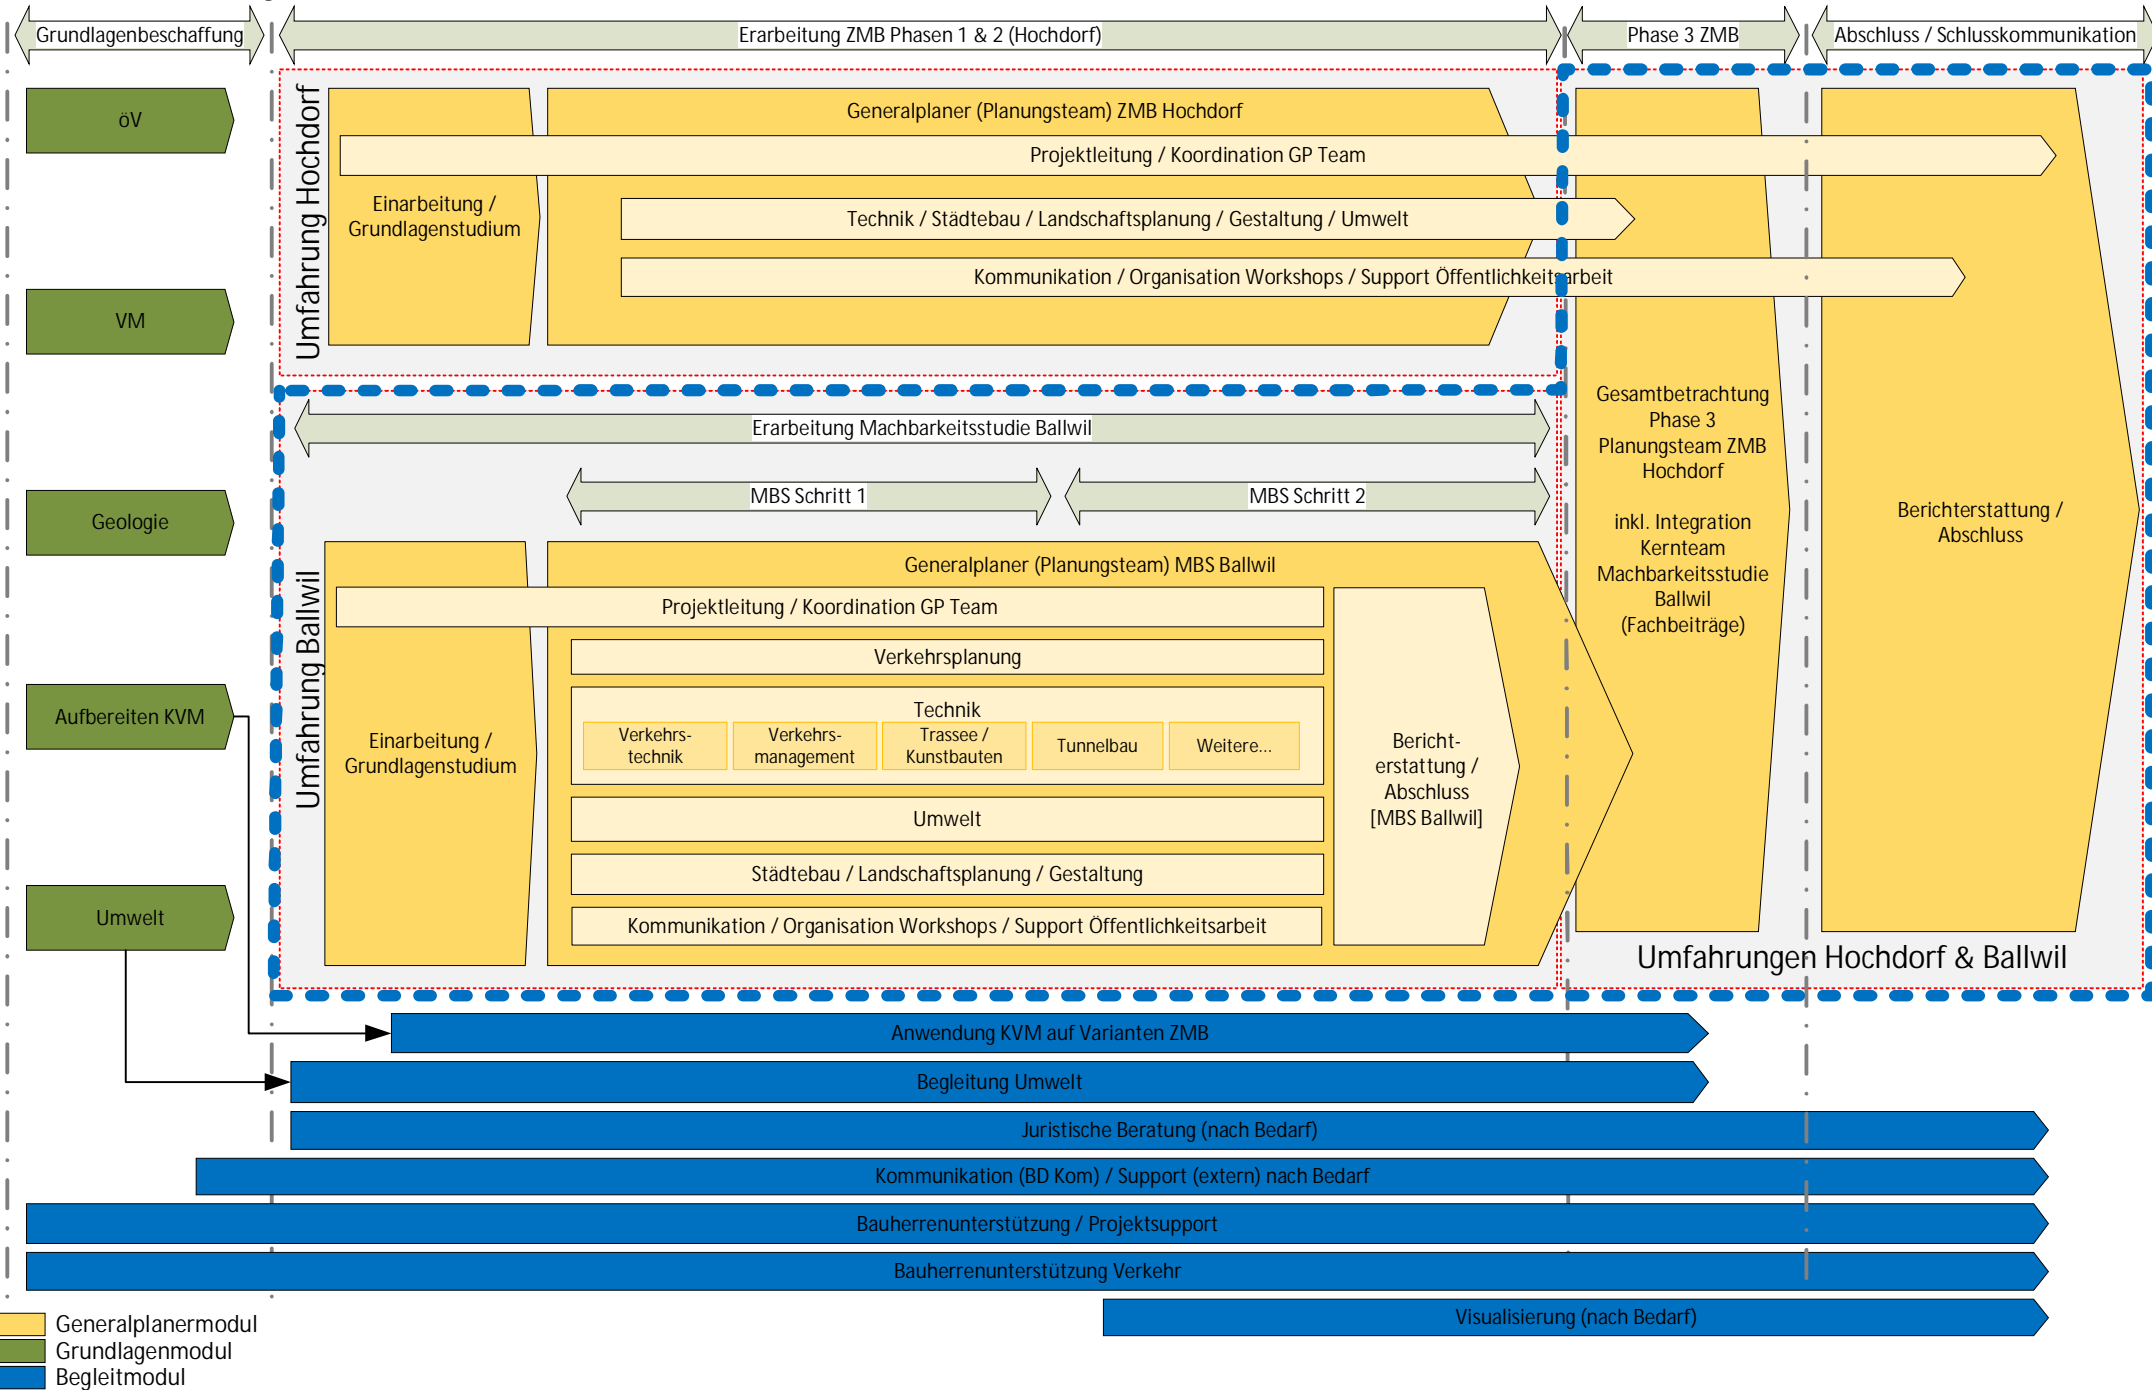 Grundlagenbeschaffung
Erarbeitung ZMB Phasen 1 & 2 (Hochdorf)
Phase 3 ZMB
Abschluss / Schlusskommunikation
öV
VM
Geologie
Aufbereiten KVM
Umwelt
Umfahrung Hochdorf
Einarbeitung /
Grundlagenstudium
Generalplaner (Planungsteam) ZMB Hochdorf
Projektleitung / Koordination GP Team
Technik / Städtebau / Landschaftsplanung / Gestaltung / Umwelt
Kommunikation / Organisation Workshops / Support Öffentlichkeitsarbeit
Umfahrung Ballwil
Erarbeitung Machbarkeitsstudie Ballwil
MBS Schritt 1
MBS Schritt 2
Einarbeitung /
Grundlagenstudium
Generalplaner (Planungsteam) MBS Ballwil
Projektleitung / Koordination GP Team
Verkehrsplanung
Technik
Verkehrs-
technik
Verkehrs-
management
Trassee /
Kunstbauten
Tunnelbau
Weitere...
Umwelt
Städtebau / Landschaftsplanung / Gestaltung
Kommunikation / Organisation Workshops / Support Öffentlichkeitsarbeit
Bericht-
erstattung /
Abschluss
[MBS Ballwil]
Gesamtbetrachtung
Phase 3
Planungsteam ZMB
Hochdorf
inkl. Integration
Kernteam
Machbarkeitsstudie
Ballwil
(Fachbeiträge)
Berichterstattung /
Abschluss
Umfahrungen Hochdorf & Ballwil
Anwendung KVM auf Varianten ZMB
Begleitung Umwelt
Juristische Beratung (nach Bedarf)
Kommunikation (BD Kom) / Support (extern) nach Bedarf
Bauherrenunterstützung / Projektsupport
Bauherrenunterstützung Verkehr
Visualisierung (nach Bedarf)
Generalplanermodul
Grundlagenmodul
Begleitmodul